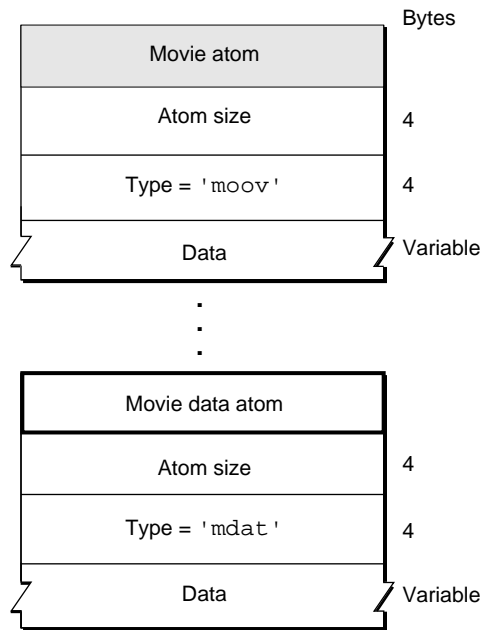 Bytes
Movie atom
Atom size 4
Type = 'moov' 4
Data Variable
Movie data atom
Atom size 4
Type = 'mdat' 4
Data Variable